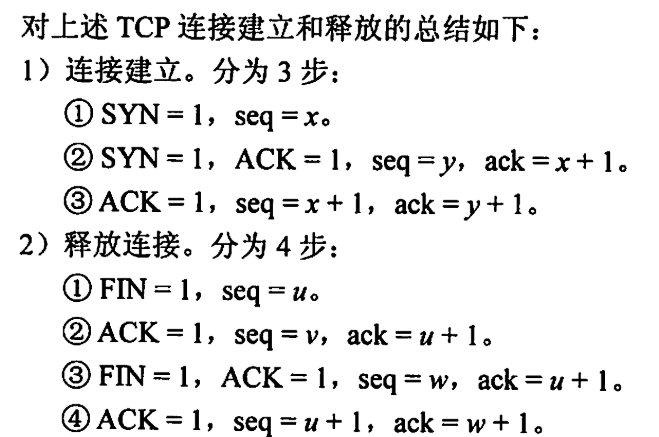 对上述 TCP 连接建立和释放的总结如下：
1）连接建立。分为 3 步：
① SYN = 1，seq = x。
② SYN = 1，ACK = 1，seq = y，ack = x + 1。
③ ACK = 1，seq = x + 1，ack = y + 1。
2）释放连接。分为 4 步：
① FIN = 1，seq = u。
② ACK = 1，seq = v，ack = u + 1。
③ FIN = 1，ACK = 1，seq = w，ack = u + 1。
④ ACK = 1，seq = u + 1，ack = w + 1。